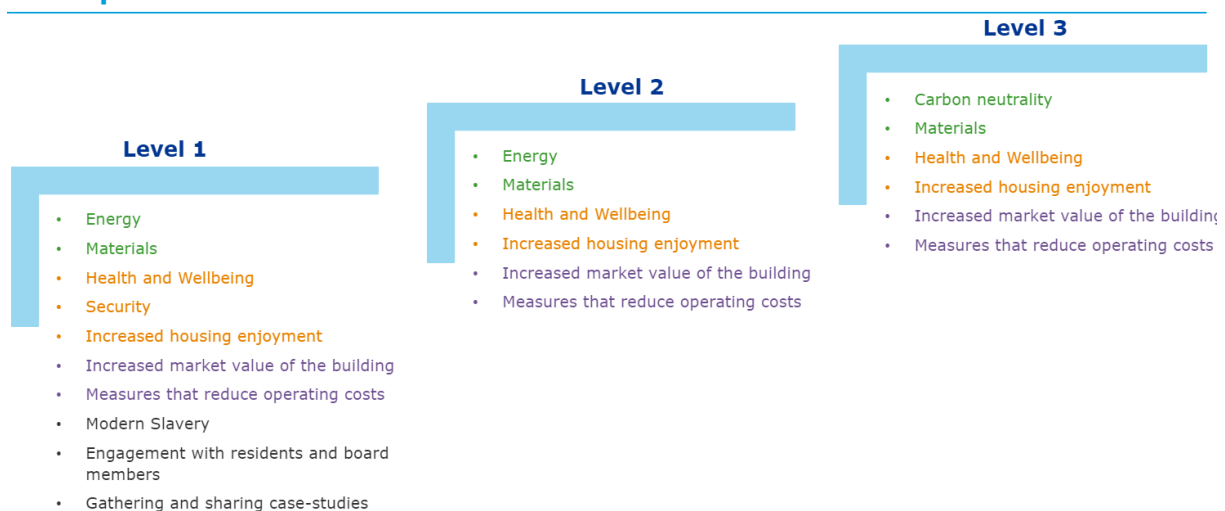 Level 1
• Energy
• Materials
• Health and Wellbeing
• Security
• Increased housing enjoyment
• Increased market value of the building
• Measures that reduce operating costs
• Modern Slavery
• Engagement with residents and board
members
• Gathering and sharing case-studies
Level 2
• Energy
• Materials
• Health and Wellbeing
• Increased housing enjoyment
• Increased market value of the building
• Measures that reduce operating costs
Level 3
• Carbon neutrality
• Materials
• Health and Wellbeing
• Increased housing enjoyment
• Increased market value of the building
• Measures that reduce operating costs